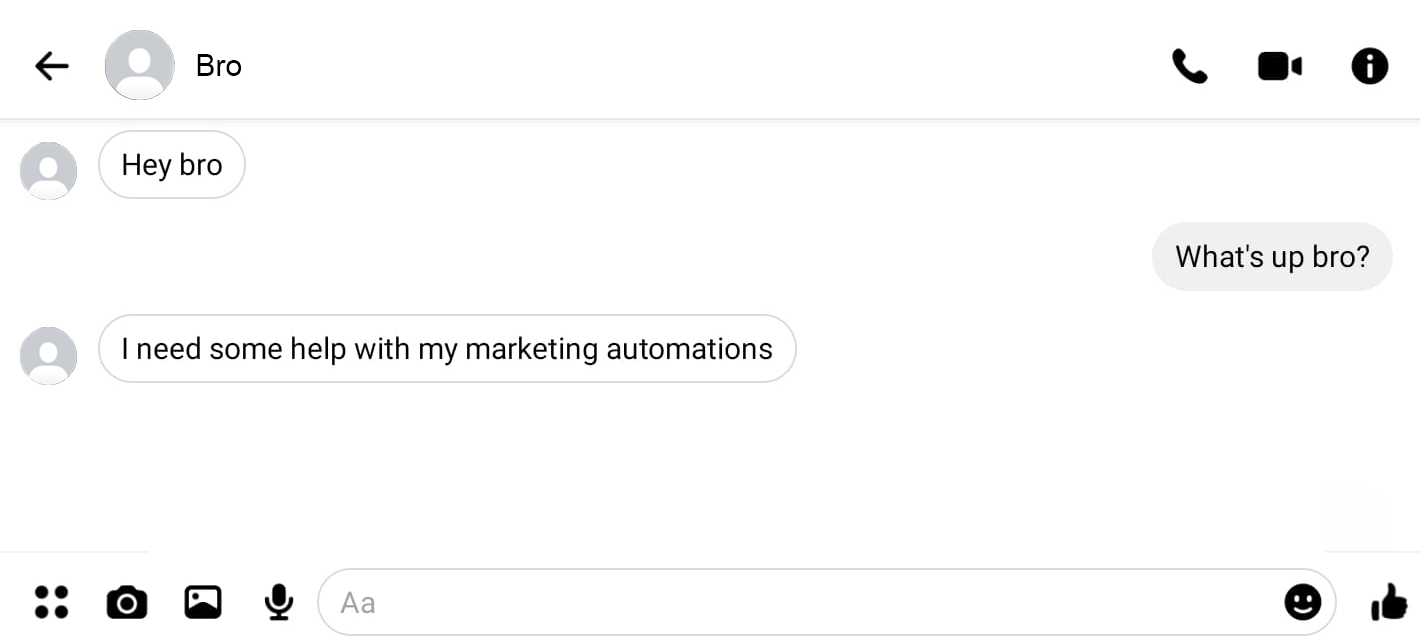 Bro
Hey bro
What's up bro?
I need some help with my marketing automations
Aa